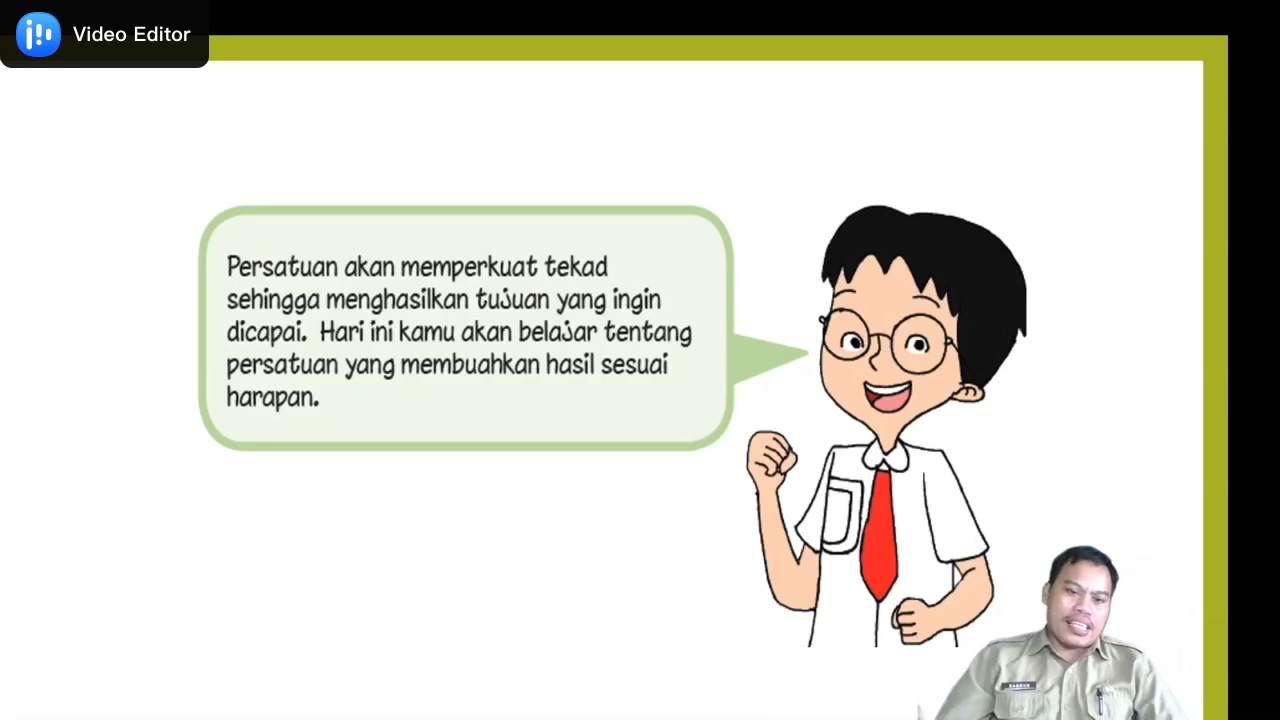 Video Editor
Persatuan akan memperkuat tekad
sehingga menghasilkan tujuan yang ingin
dicapai. Hari ini kamu akan belajar tentang
persatuan yang membuahkan hasil sesuai
harapan.